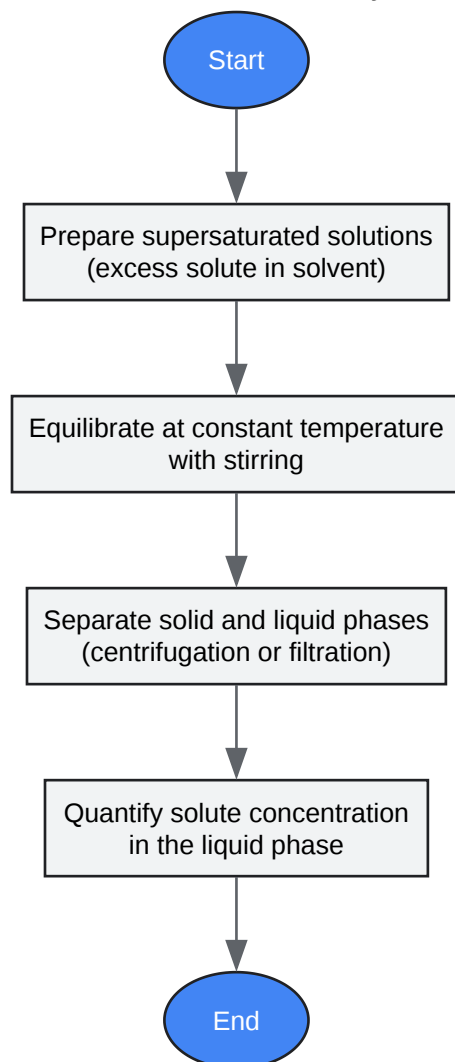 Start
Prepare supersaturated solutions
(excess solute in solvent)
Equilibrate at constant temperature
with stirring
Separate solid and liquid phases
(centrifugation or filtration)
Quantify solute concentration
in the liquid phase
End